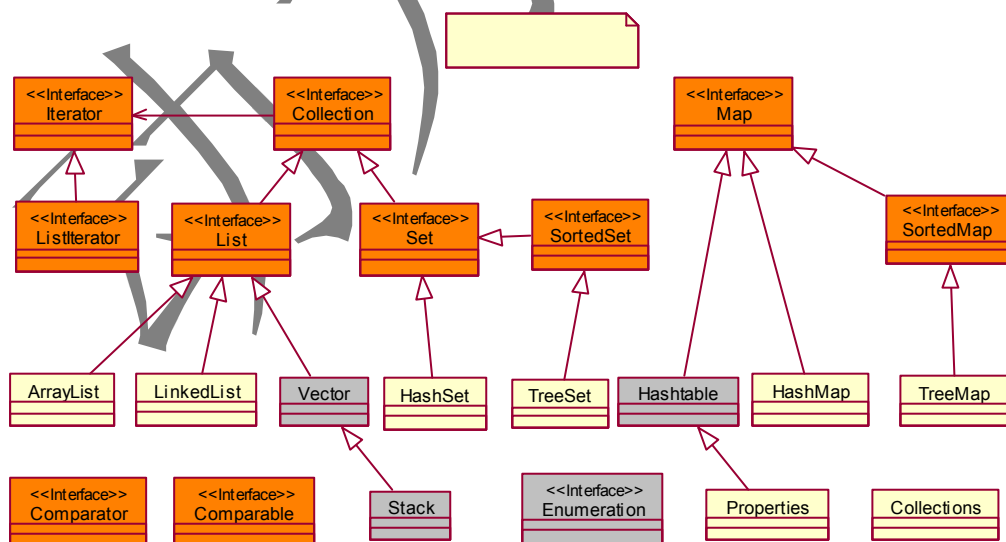 <<Interface>>
Iterator
<<Interface>>
Collection
<<Interface>>
Map
<<Interface>>
ListIterator
<<Interface>>
List
<<Interface>>
Set
<<Interface>>
SortedSet
<<Interface>>
SortedMap
ArrayList
LinkedList
Vector
HashSet
TreeSet
Hashtable
HashMap
TreeMap
<<Interface>>
Comparator
<<Interface>>
Comparable
Stack
<<Interface>>
Enumeration
Properties
Collections